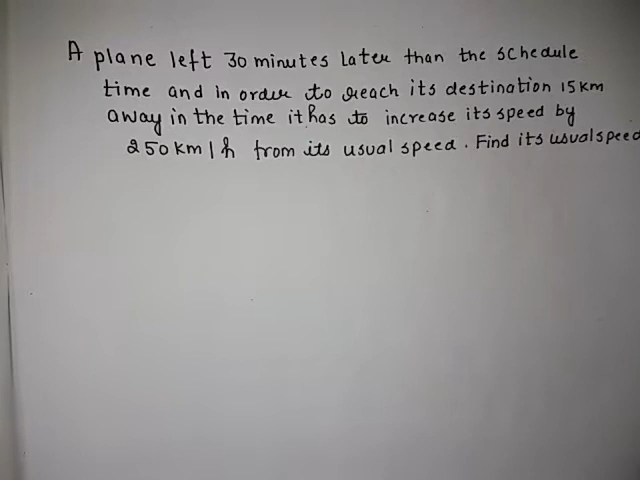 A plane left 30 minutes later than the schedule
time and in order to reach its destination 15km
away in the time it has to increase its speed by
250km/h from its usual speed. Find its usual speed